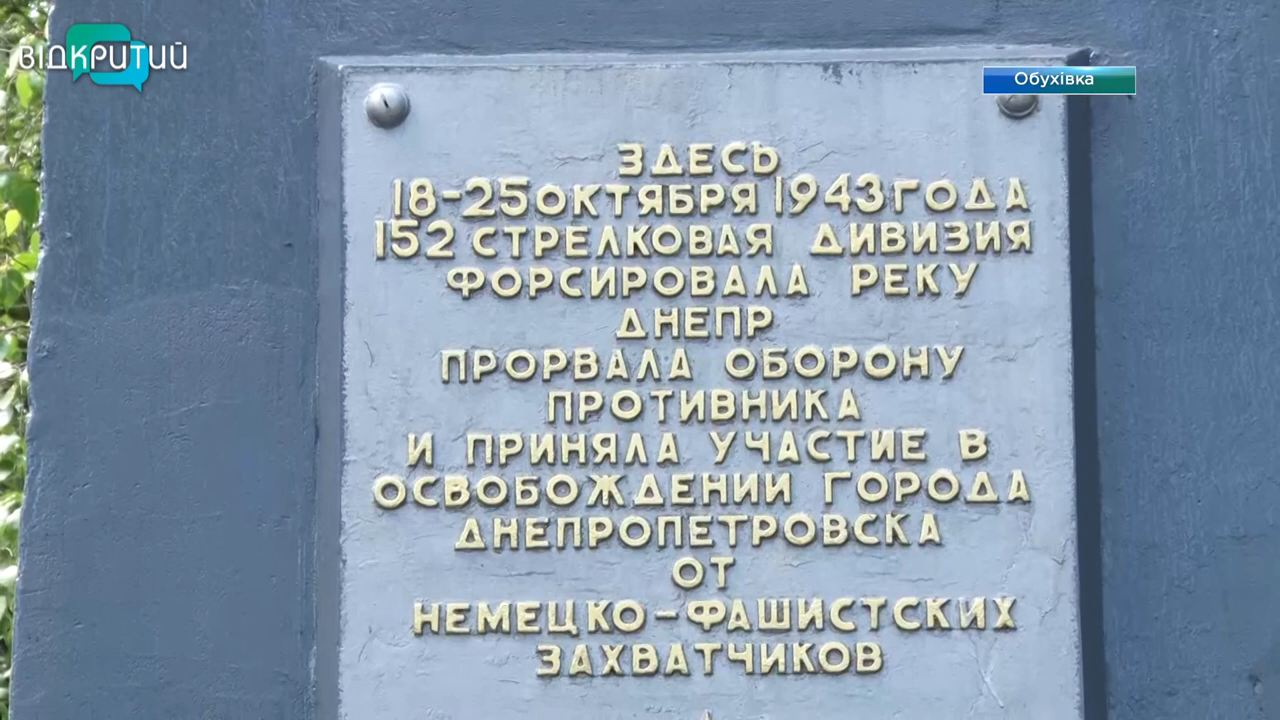 ВІДКРИТИЙ
Обухівка
ЗДЕСЬ
18-25 ОКТЯБРЯ 1943 ГОДА
152 СТРЕЛКОВАЯ ДИВИЗИЯ
ФОРСИРОВАЛА РЕКУ
ДНЕПР
ПРОРВАЛА ОБОРОНУ
ПРОТИВНИКА
И ПРИНЯЛА УЧАСТИЕ В
ОСВОБОЖДЕНИИ ГОРОДА
ДНЕПРОПЕТРОВСКА
ОТ
НЕМЕЦКО-ФАШИСТСКИХ
ЗАХВАТЧИКОВ